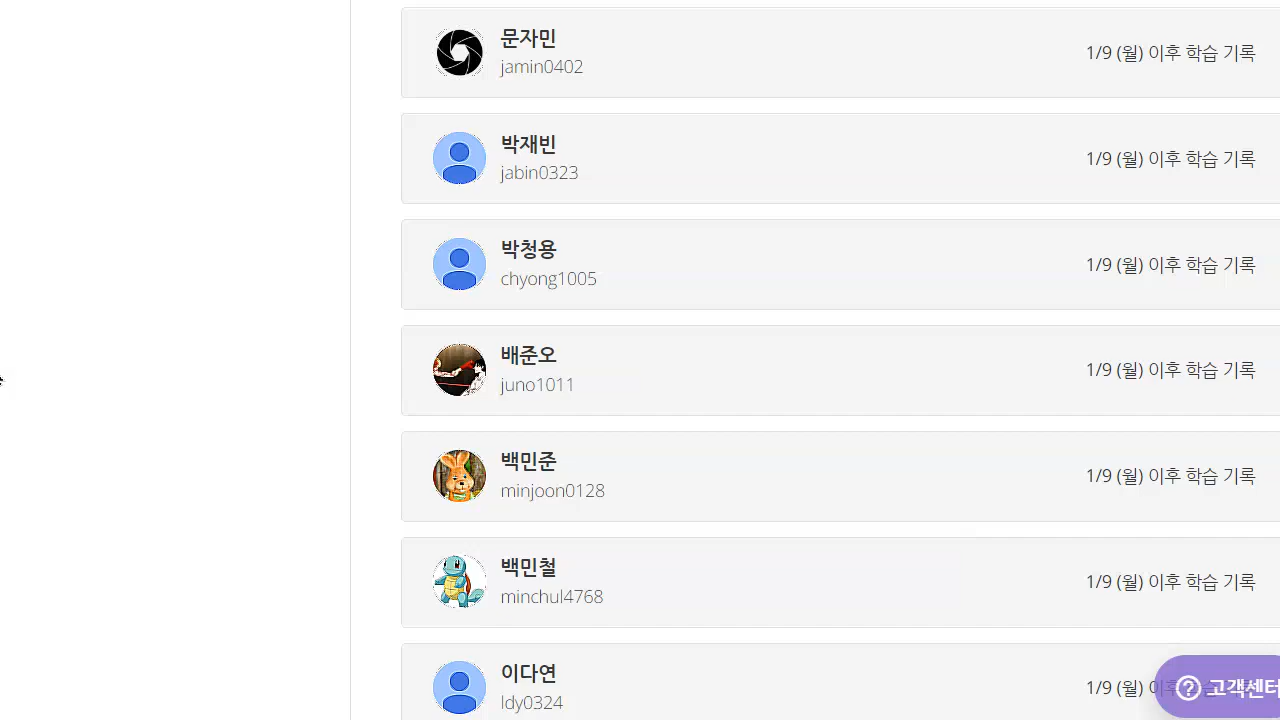 문자민
jamin0402
1/9 (월) 이후 학습 기록
박재빈
jabin0323
1/9 (월) 이후 학습 기록
박청용
chyong1005
1/9 (월) 이후 학습 기록
배준오
juno1011
1/9 (월) 이후 학습 기록
백민준
minjoon0128
1/9 (월) 이후 학습 기록
백민철
minchul4768
1/9 (월) 이후 학습 기록
이다연
ldy0324
1/9 (월)
고객센터